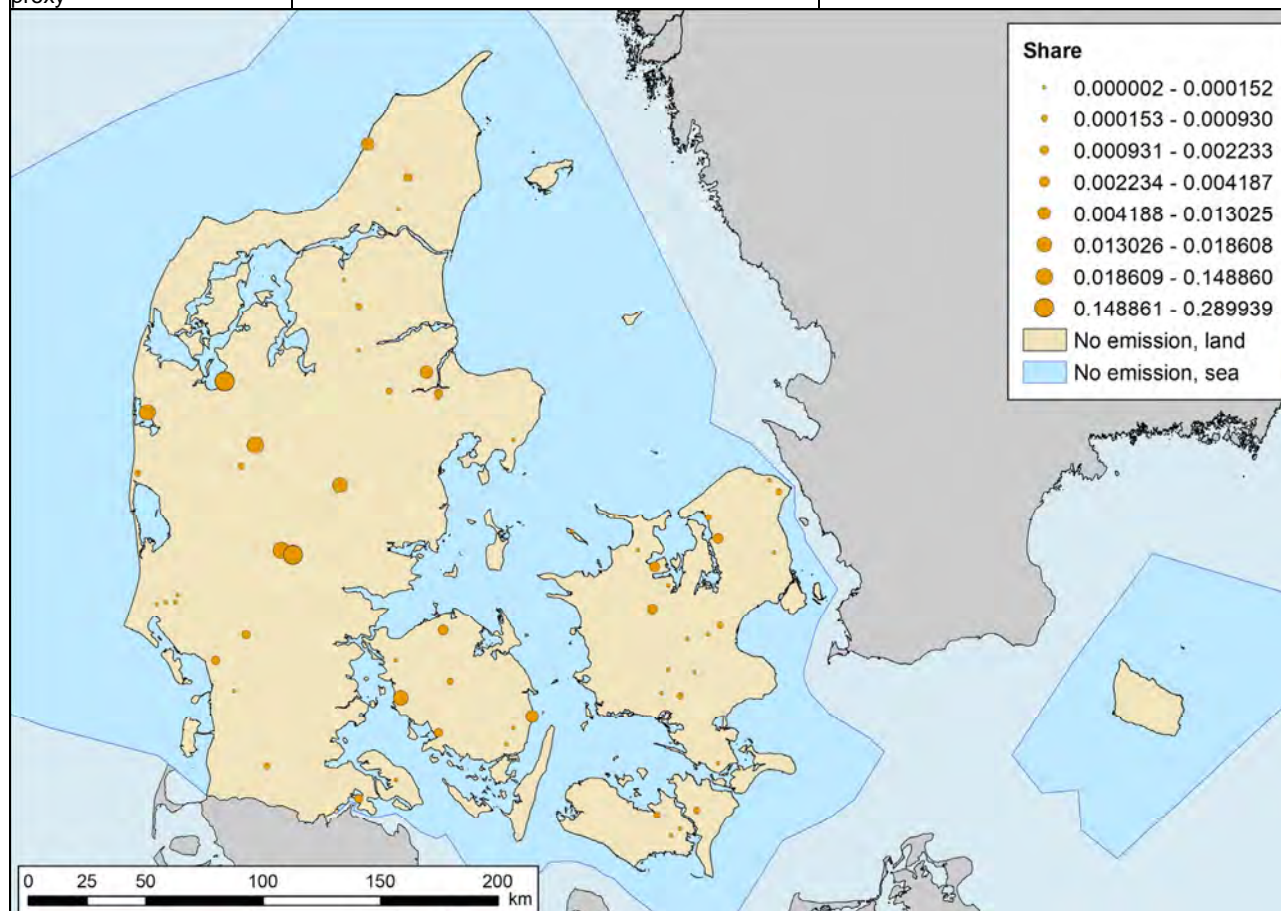 proxy
Share
0.000002 - 0.000152
0.000153 - 0.000930
0.000931 - 0.002233
0.002234 - 0.004187
0.004188 - 0.013025
0.013026 - 0.018608
0.018609 - 0.148860
0.148861 - 0.289939
No emission, land
No emission, sea
0 25 50 100 150 200
km